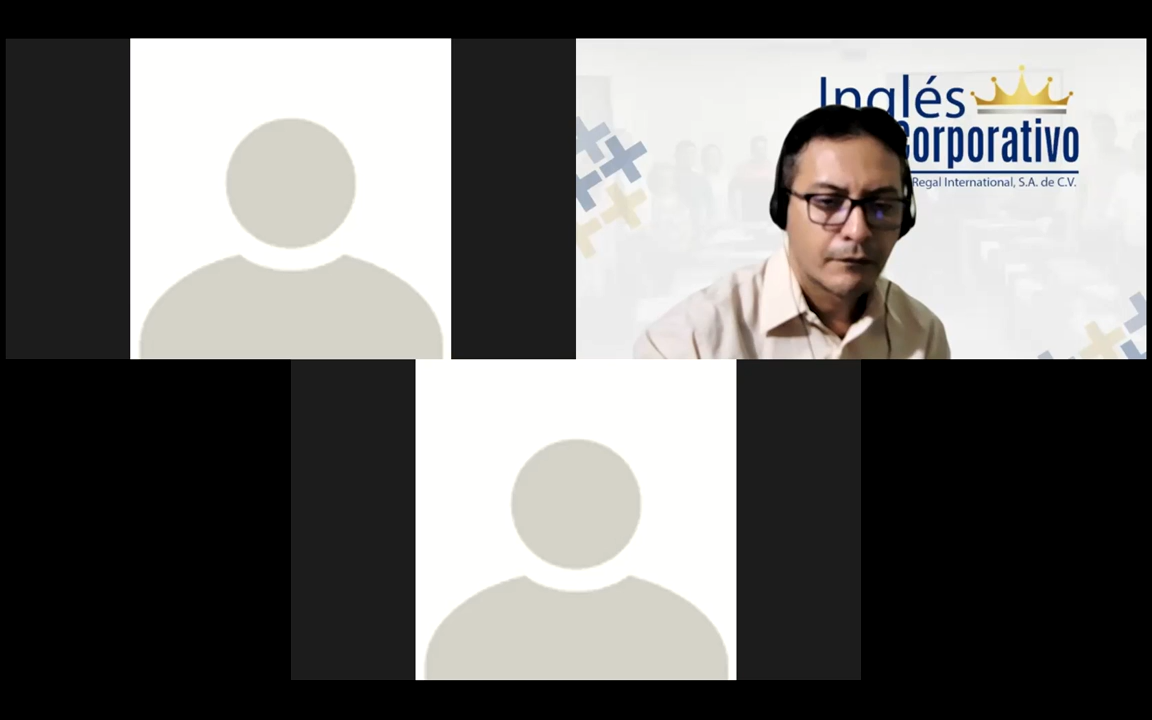 Inglés
Corporativo
Regal International, S.A. de C.V.